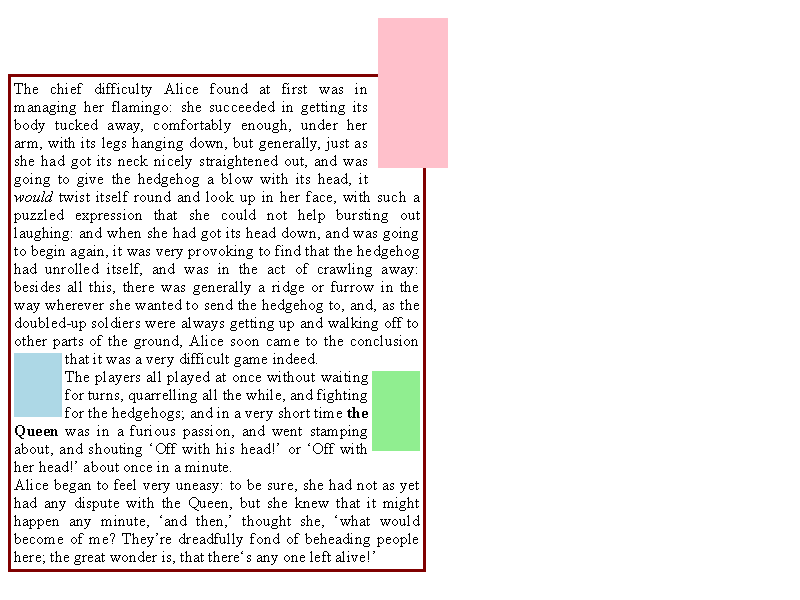 The chief difficulty Alice found at first was in
managing her flamingo: she succeeded in getting its
body tucked away, comfortably enough, under her
arm, with its legs hanging down, but generally, just as
she had got its neck nicely straightened out, and was
going to give the hedgehog a blow with its head, it
would twist itself round and look up in her face, with such a
puzzled expression that she could not help bursting out
laughing: and when she had got its head down, and was going
to begin again, it was very provoking to find that the hedgehog
had unrolled itself, and was in the act of crawling away:
besides all this, there was generally a ridge or furrow in the
way wherever she wanted to send the hedgehog to, and, as the
doubled-up soldiers were always getting up and walking off to
other parts of the ground, Alice soon came to the conclusion
that it was a very difficult game indeed.
The players all played at once without waiting
for turns, quarrelling all the while, and fighting
for the hedgehogs; and in a very short time the
Queen was in a furious passion, and went stamping
about, and shouting ‘Off with his head!’ or ‘Off with
her head!’ about once in a minute.
Alice began to feel very uneasy: to be sure, she had not as yet
had any dispute with the Queen, but she knew that it might
happen any minute, ‘and then,’ thought she, ‘what would
become of me? They’re dreadfully fond of beheading people
here; the great wonder is, that there‘s any one left alive!’